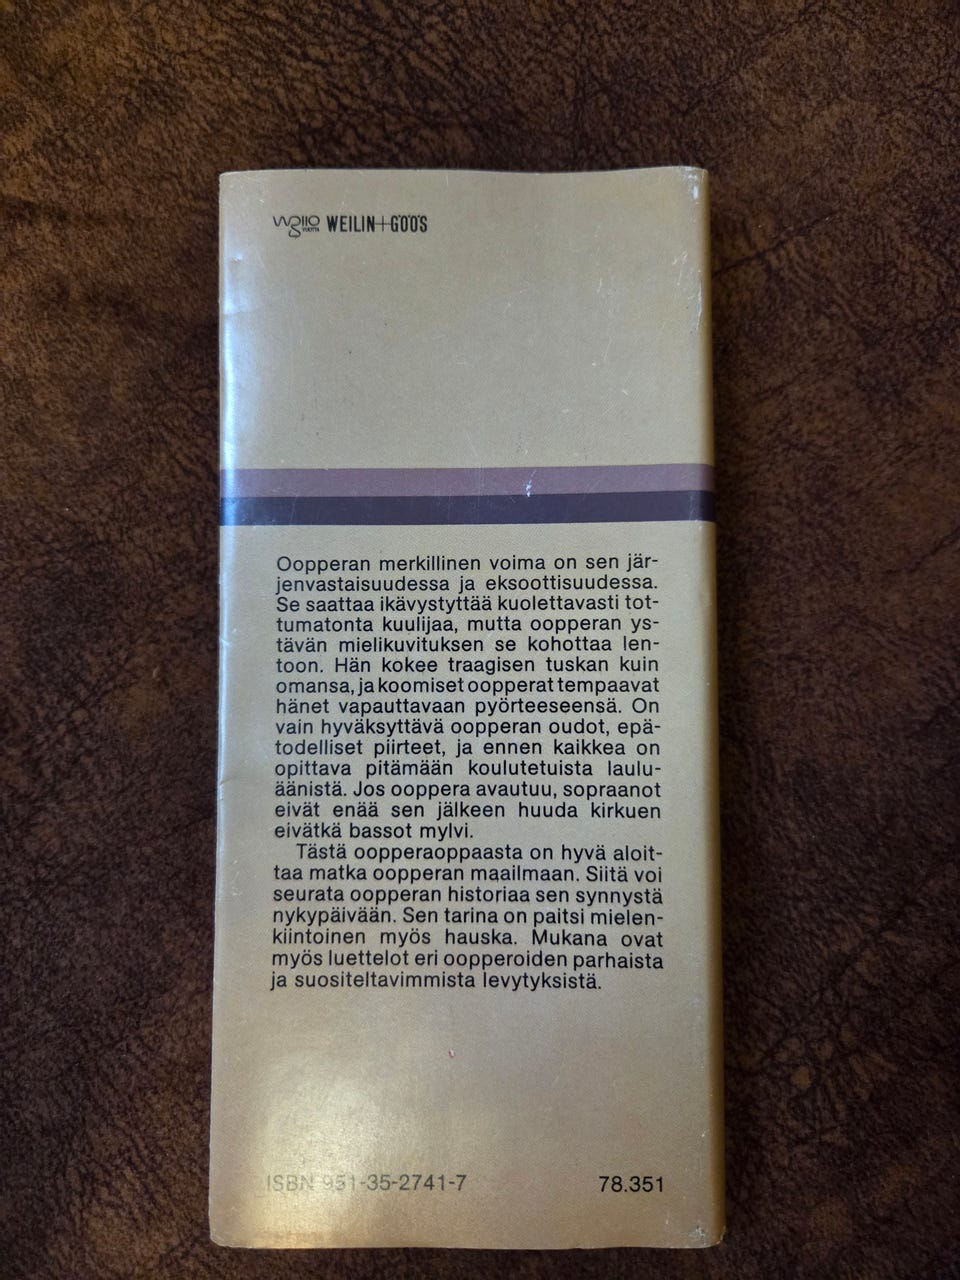 wg110 VUOTTA WEILIN+GÖÖS
Oopperan merkillinen voima on sen jär-
jenvastaisuudessa ja eksoottisuudessa.
Se saattaa ikävystyttää kuolettavasti tot-
tumatonta kuulijaa, mutta oopperan ys-
tävän mielikuvituksen se kohottaa len-
toon. Hän kokee traagisen tuskan kuin
omansa, ja koomiset oopperat tempaavat
hänet vapauttavaan pyörteeseensä. On
vain hyväksyttävä oopperan oudot, epä-
todelliset piirteet, ja ennen kaikkea on
opittava pitämään koulutetuista laulu-
äänistä. Jos ooppera avautuu, sopraanot
eivät enää sen jälkeen huuda kirkuen
eivätkä bassot mylvi.
Tästä oopperaoppaasta on hyvä aloit-
taa matka oopperan maailmaan. Siitä voi
seurata oopperan historiaa sen synnystä
nykypäivään. Sen tarina on paitsi mielen-
kiintoinen myös hauska. Mukana ovat
myös luettelot eri oopperoiden parhaista
ja suositeltavimmista levytyksistä.
ISBN 951-35-2741-7 78.351